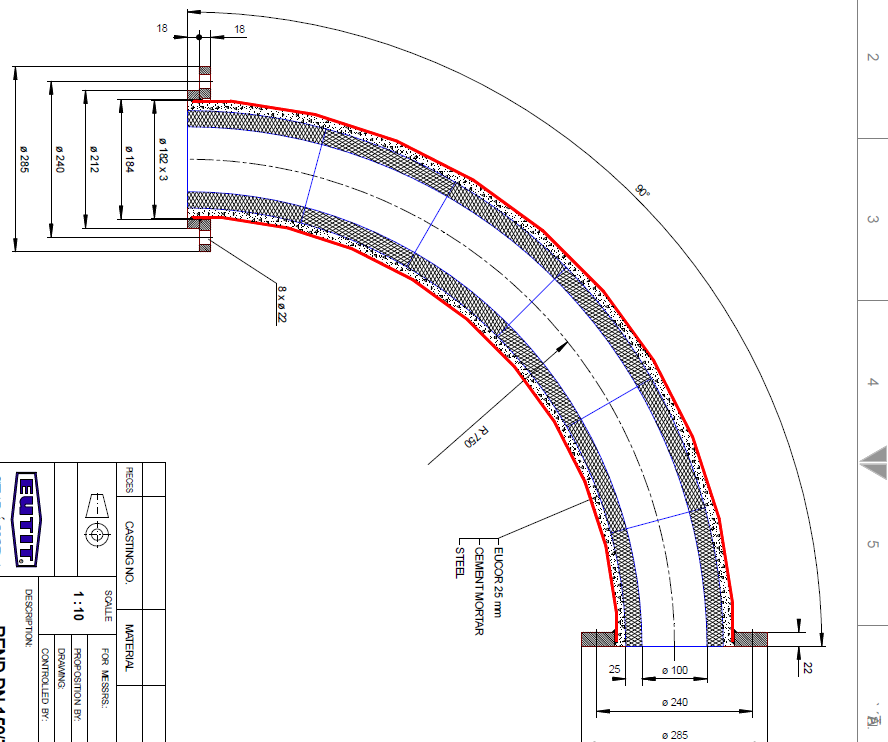 18
18
2
90°
3
ø 285
ø 240
ø 212
ø 184
ø 182 x 3
8 x ø 22
4
R 750
5
EUCOR 25 mm
CEMENT MORTAR
STEEL
PIECES
CASTING NO.
MATERIAL
EUTIT
SCALLE
1:10
FOR MESSRS.:
PROPOSITION BY:
DRAWING:
CONTROLLED BY:
DESCRIPTION:
22
25
ø 100
ø 240
ø 285